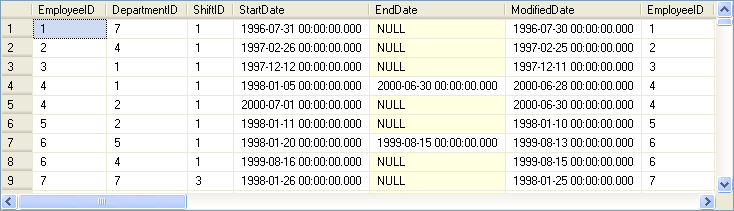 EmployeeID DepartmentID ShiftID StartDate EndDate ModifiedDate EmployeeID
1 1 7 1 1996-07-31 00:00:00.000 NULL 1996-07-30 00:00:00.000 1
2 2 4 1 1997-02-26 00:00:00.000 NULL 1997-02-25 00:00:00.000 2
3 3 1 1 1997-12-12 00:00:00.000 NULL 1997-12-11 00:00:00.000 3
4 4 1 1 1998-01-05 00:00:00.000 2000-06-30 00:00:00.000 2000-06-28 00:00:00.000 4
5 4 2 1 2000-07-01 00:00:00.000 NULL 2000-06-30 00:00:00.000 4
6 5 2 1 1998-01-11 00:00:00.000 NULL 1998-01-10 00:00:00.000 5
7 6 5 1 1998-01-20 00:00:00.000 1999-08-15 00:00:00.000 1999-08-13 00:00:00.000 6
8 6 4 1 1999-08-16 00:00:00.000 NULL 1999-08-15 00:00:00.000 6
9 7 7 3 1998-01-26 00:00:00.000 NULL 1998-01-25 00:00:00.000 7